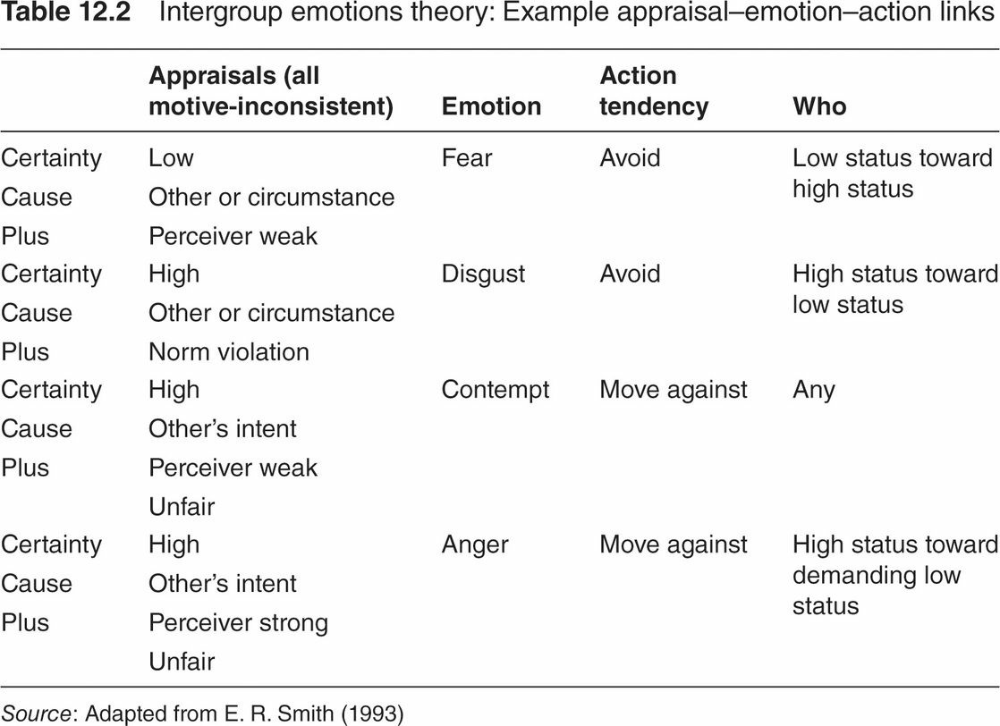 Table 12.2 Intergroup emotions theory: Example appraisal–emotion–action links
Appraisals (all motive-inconsistent) Emotion Action tendency Who
Certainty Low Fear Avoid Low status toward
Cause Other or circumstance high status
Plus Perceiver weak
Certainty High Disgust Avoid High status toward
Cause Other or circumstance low status
Plus Norm violation
Certainty High Contempt Move against Any
Cause Other’s intent
Plus Perceiver weak
Unfair
Certainty High Anger Move against High status toward
Cause Other’s intent demanding low
Plus Perceiver strong status
Unfair
Source: Adapted from E. R. Smith (1993)